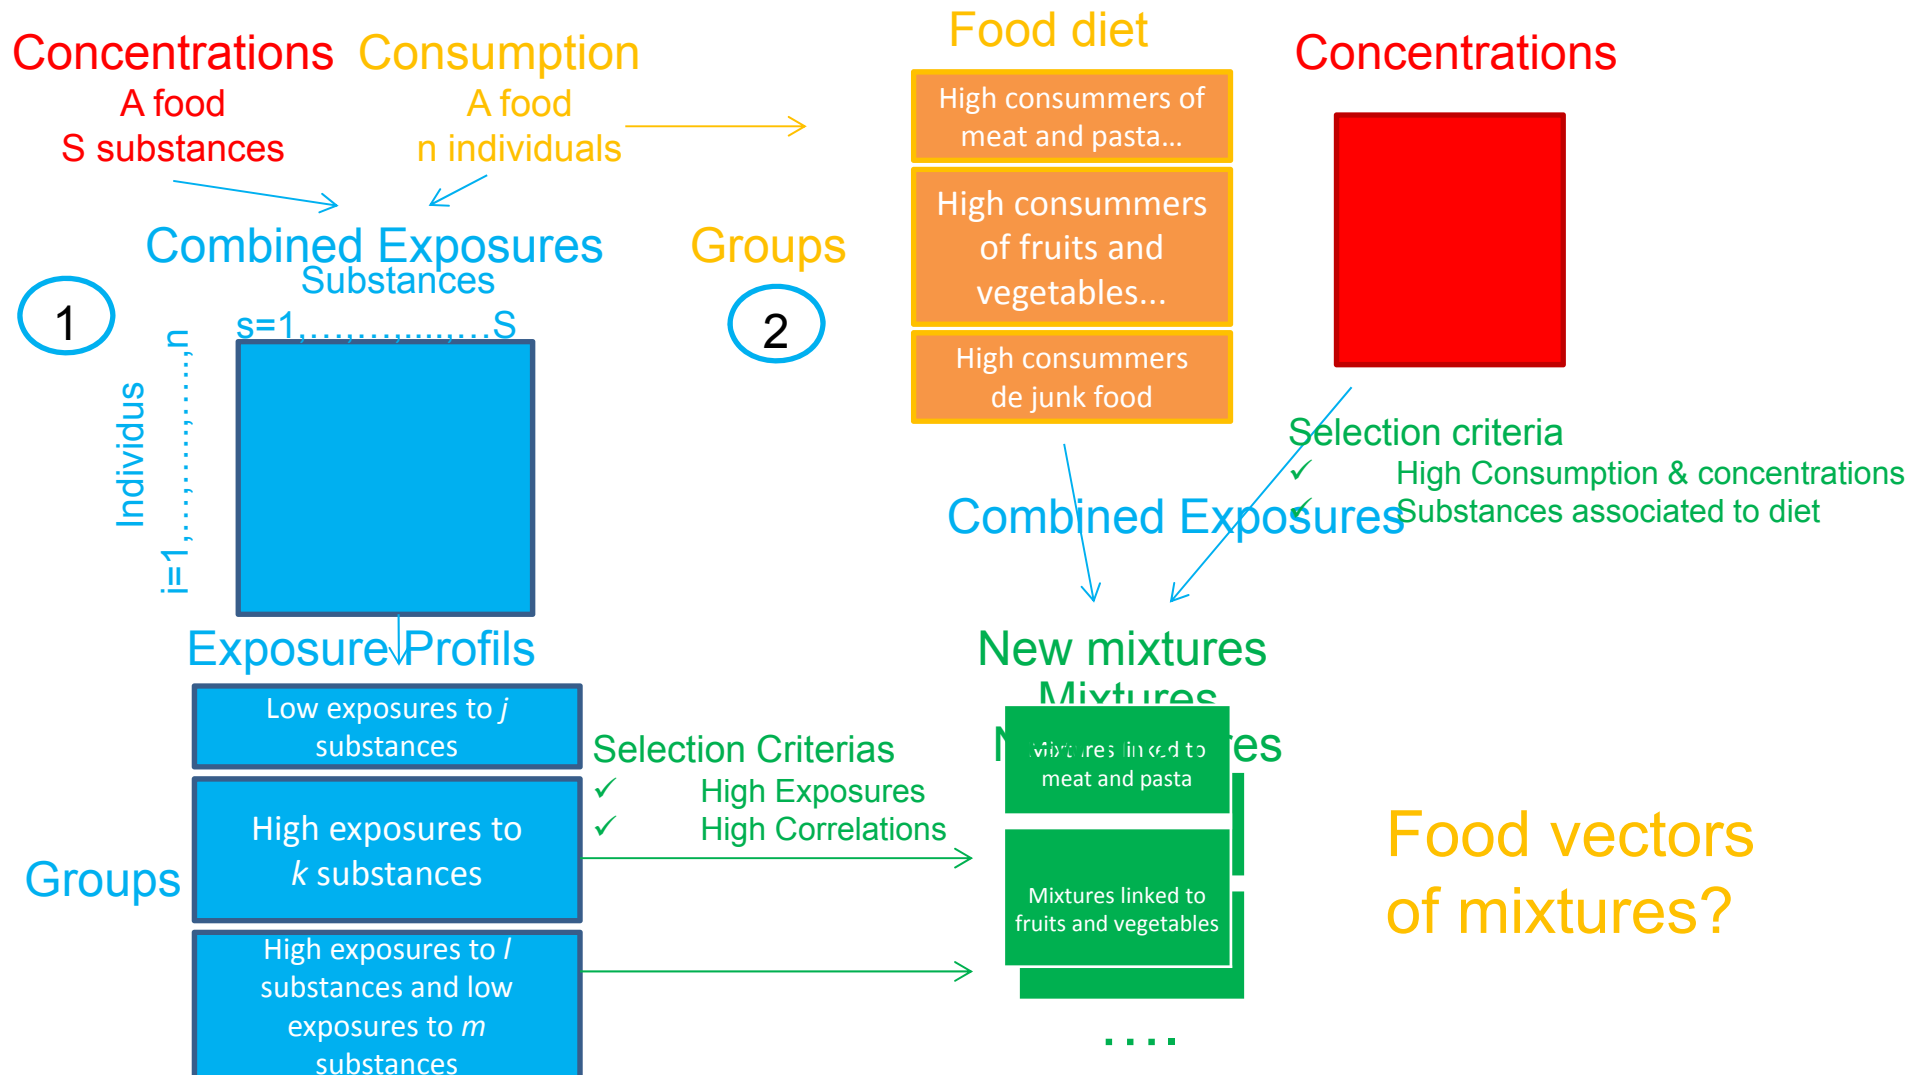 Concentrations
A food
S substances
Consumption
A food
n individuals
Combined Exposures
Substances
1
s=1,…,…,....,…S
Individus
i=1,…,……,……,n
Exposure Profils
Groups
Low exposures to j
substances
High exposures to
k substances
High exposures to l
substances and low
exposures to m
substances
Selection Criterias
✓ High Exposures
✓ High Correlations
Groups
2
Food diet
High consummers of
meat and pasta…
High consummers
of fruits and
vegetables…
High consummers
de junk food
Concentrations
Selection criteria
✓ High Consumption & concentrations
✓ Substances associated to diet
Combined Exposures
New mixtures
Mixtures
Mixtures linked to
meat and pasta
Mixtures linked to
fruits and vegetables
….
Food vectors
of mixtures?